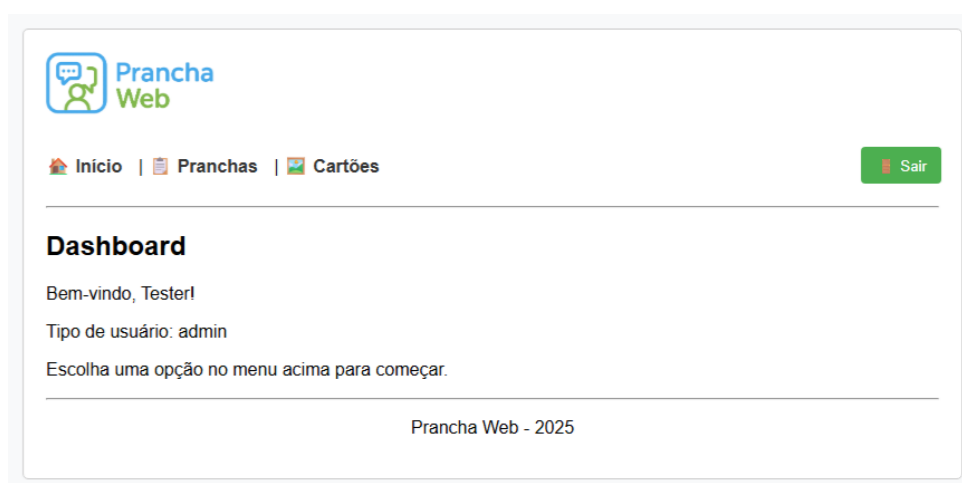 Prancha
Web
Início | Pranchas | Cartões
Sair
Dashboard
Bem-vindo, Tester!
Tipo de usuário: admin
Escolha uma opção no menu acima para começar.
Prancha Web - 2025